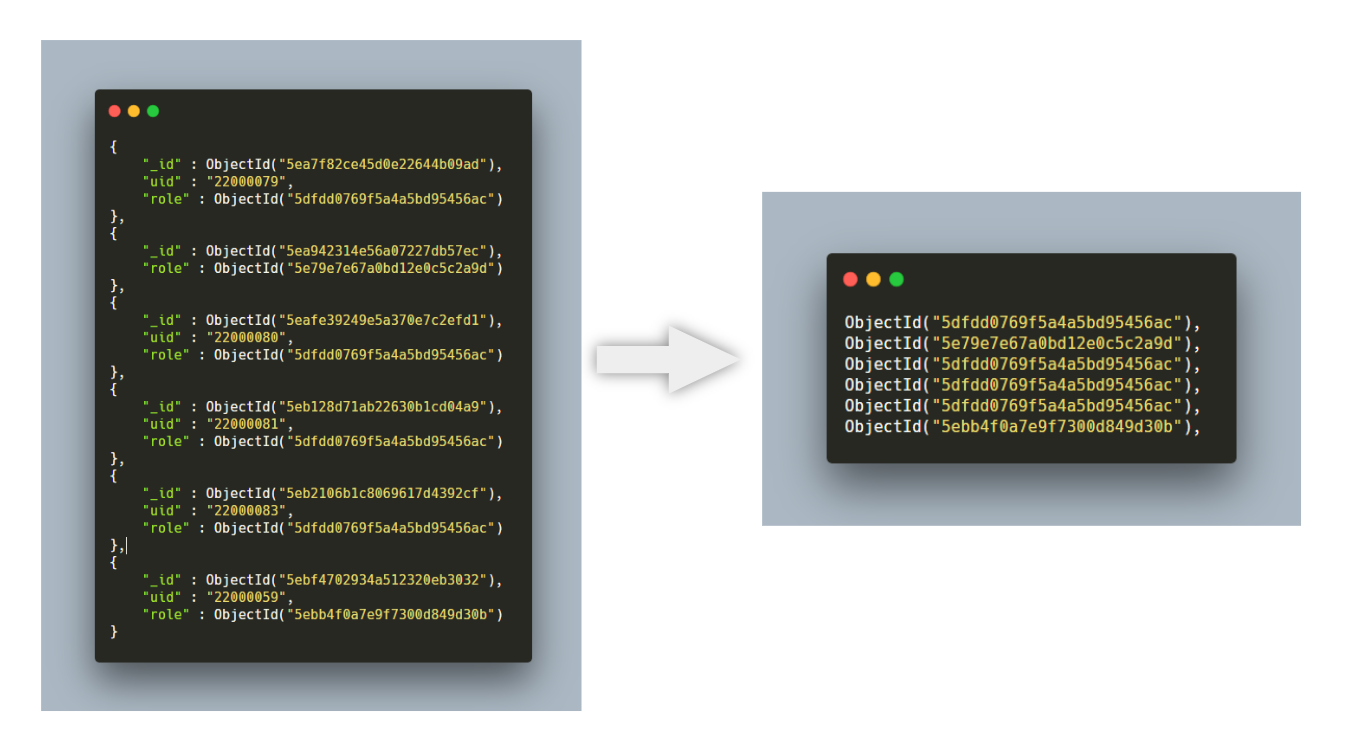 {
    "_id" : ObjectId("5ea7f82ce45d0e22644b09ad"),
    "uid" : "22000079",
    "role" : ObjectId("5dfdd0769f5a4a5bd95456ac")
},
{
    "_id" : ObjectId("5ea942314e56a07227db57ec"),
    "role" : ObjectId("5e79e7e67a0bd12e0c5c2a9d")
},
{
    "_id" : ObjectId("5eafe39249e5a370e7c2efd1"),
    "uid" : "22000080",
    "role" : ObjectId("5dfdd0769f5a4a5bd95456ac")
},
{
    "_id" : ObjectId("5eb128d71ab22630b1cd04a9"),
    "uid" : "22000081",
    "role" : ObjectId("5dfdd0769f5a4a5bd95456ac")
},
{
    "_id" : ObjectId("5eb2106b1c8069617d4392cf"),
    "uid" : "22000083",
    "role" : ObjectId("5dfdd0769f5a4a5bd95456ac")
},
{
    "_id" : ObjectId("5ebf4702934a512320eb3032"),
    "uid" : "22000059",
    "role" : ObjectId("5ebb4f0a7e9f7300d849d30b")
}
ObjectId("5dfdd0769f5a4a5bd95456ac"),
ObjectId("5e79e7e67a0bd12e0c5c2a9d"),
ObjectId("5dfdd0769f5a4a5bd95456ac"),
ObjectId("5dfdd0769f5a4a5bd95456ac"),
ObjectId("5dfdd0769f5a4a5bd95456ac"),
ObjectId("5ebb4f0a7e9f7300d849d30b"),